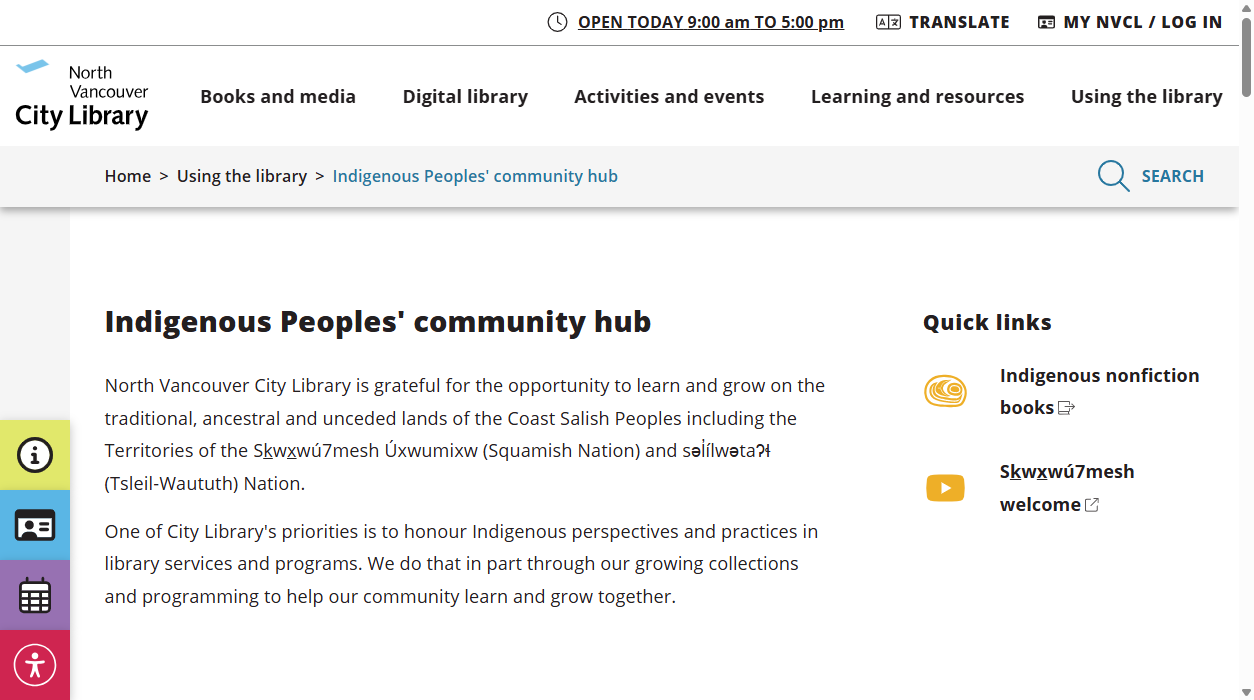 OPEN TODAY 9:00 am TO 5:00 pm
TRANSLATE
MY NVCL / LOG IN
North
Vancouver
City Library
Books and media
Digital library
Activities and events
Learning and resources
Using the library
Home > Using the library > Indigenous Peoples' community hub
SEARCH
Indigenous Peoples' community hub
North Vancouver City Library is grateful for the opportunity to learn and grow on the
traditional, ancestral and unceded lands of the Coast Salish Peoples including the
Territories of the Sḵwx̱wú7mesh Úxwumixw (Squamish Nation) and səl̓ílwətaʔɬ
(Tsleil-Waututh) Nation.
One of City Library's priorities is to honour Indigenous perspectives and practices in
library services and programs. We do that in part through our growing collections
and programming to help our community learn and grow together.
Quick links
Indigenous nonfiction
books
Sḵwx̱wú7mesh
welcome